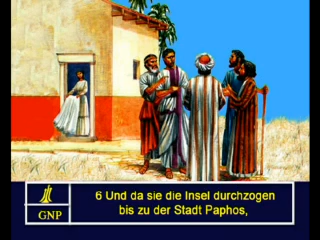 6 Und da sie die Insel durchzogen
bis zu der Stadt Paphos,
GNP